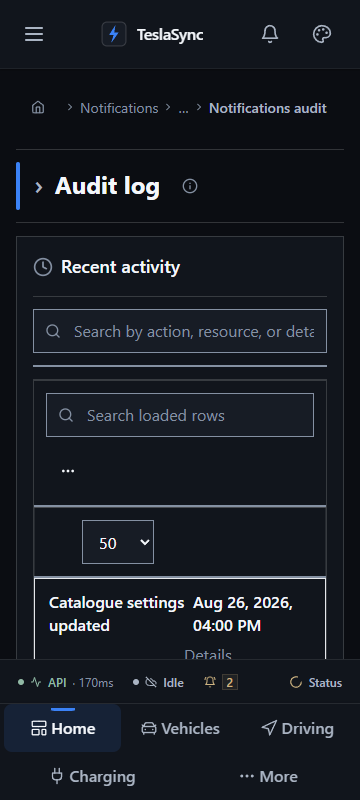 TeslaSync
Notifications
...
Notifications audit
Audit log
Recent activity
Search by action, resource, or deta
Search loaded rows
...
50
Catalogue settings updated
Aug 26, 2026, 04:00 PM
Details
API · 170ms
Idle
2
Status
Home
Vehicles
Driving
Charging
... More